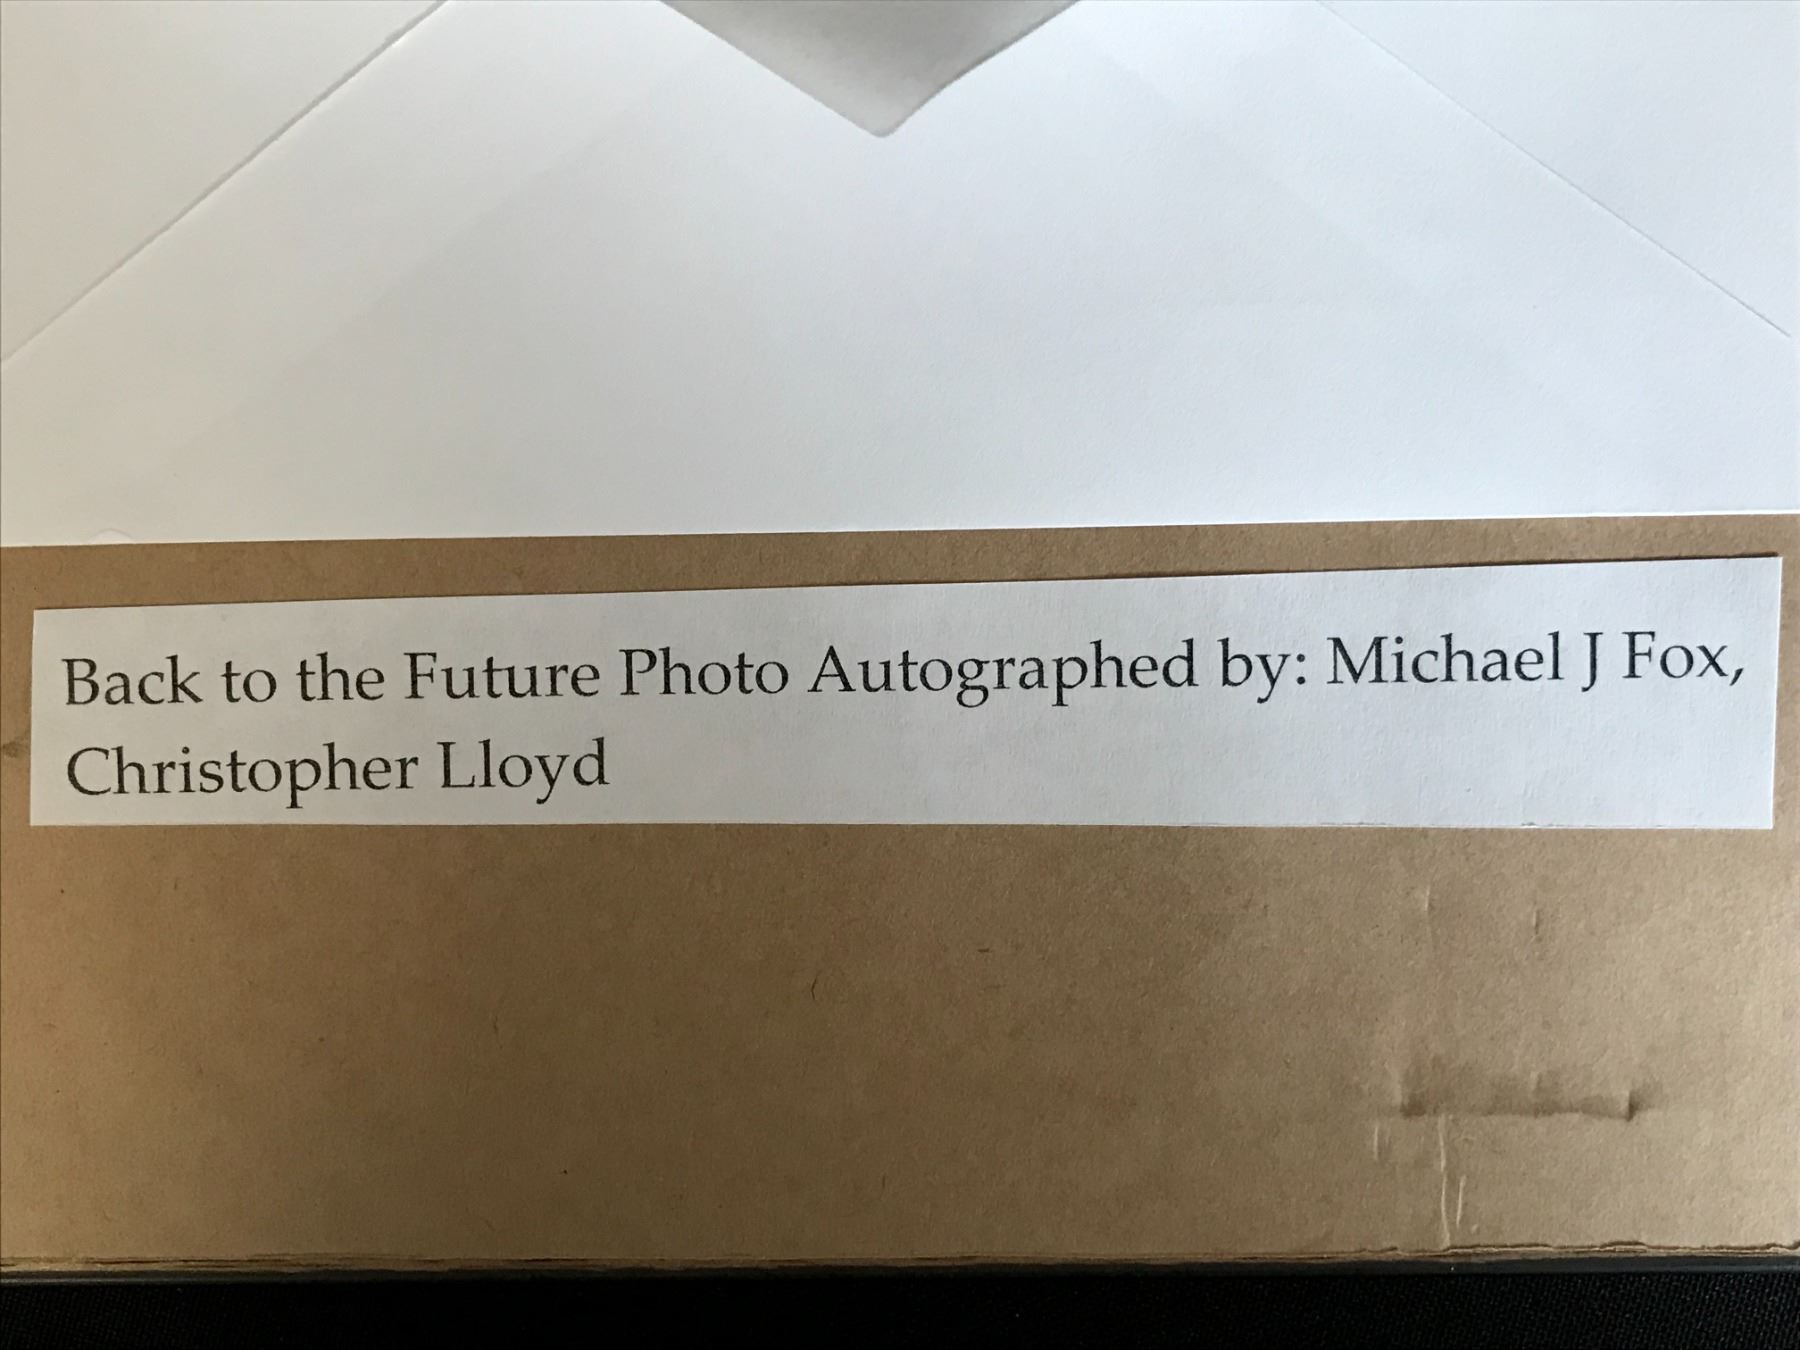 Back to the Future Photo Autographed by: Michael J Fox,
Christopher Lloyd